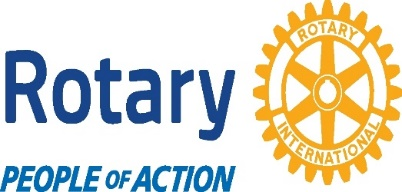 Rotary
PEOPLE OF ACTION
ROTARY
INTERNATIONAL